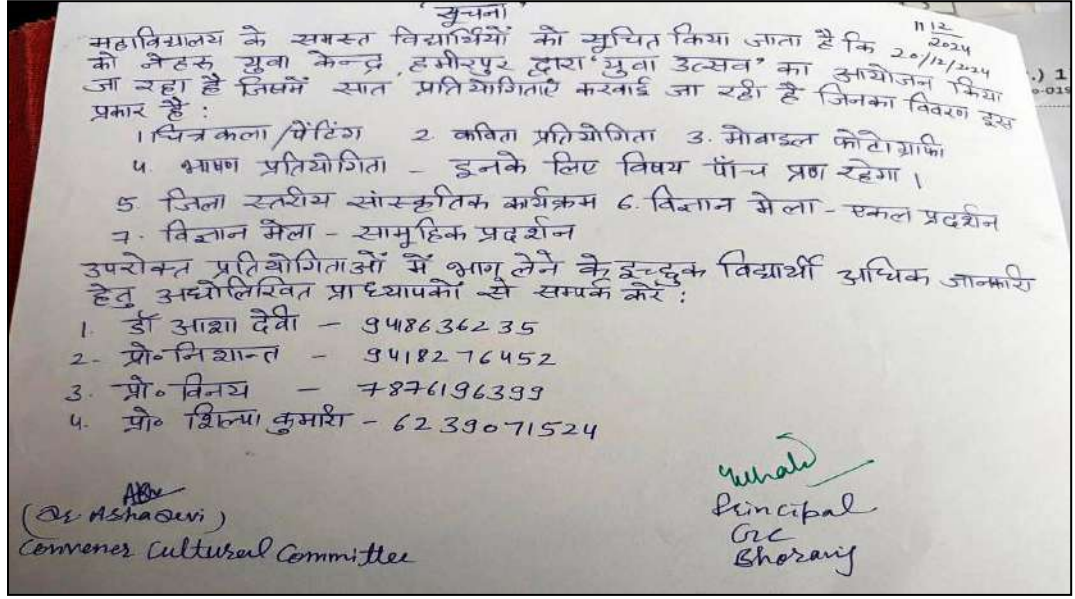 'सूचना'
11/12/2024
महाविद्यालय के समस्त विद्यार्थियों को सूचित किया जाता है कि 20/12/2024
को नेहरु युवा केन्द्र, हमीरपुर द्वारा 'युवा उत्सव' का आयोजन किया
जा रहा है जिसमें सात प्रतियोगिताएँ करवाई जा रही है जिनका विवरण इस
प्रकार है :
1. चित्रकला /पेंटिंग 2. कविता प्रतियोगिता 3. मोबाइल फोटोग्राफी
4. भाषण प्रतियोगिता - इनके लिए विषय पाँच प्रण रहेगा।
5. जिला स्तरीय सांस्कृतिक कार्यक्रम 6. विज्ञान मेला - एकल प्रदर्शन
7. विज्ञान मेला - सामूहिक प्रदर्शन
उपरोक्त प्रतियोगिताओं में भाग लेने के इच्छुक विद्यार्थी अधिक जानकारी
हेतु अधोलिखित प्राध्यापकों से सम्पर्क करें :
1. डॉ आशा देवी - 9418636235
2. प्रो॰ निशान्त - 9418276452
3. प्रो॰ विनय - 7876196399
4. प्रो॰ शिल्पा कुमारी - 6239071524
(Dr Asha Devi)
Convener Cultural Committee
Principal
GC
Bhoranj